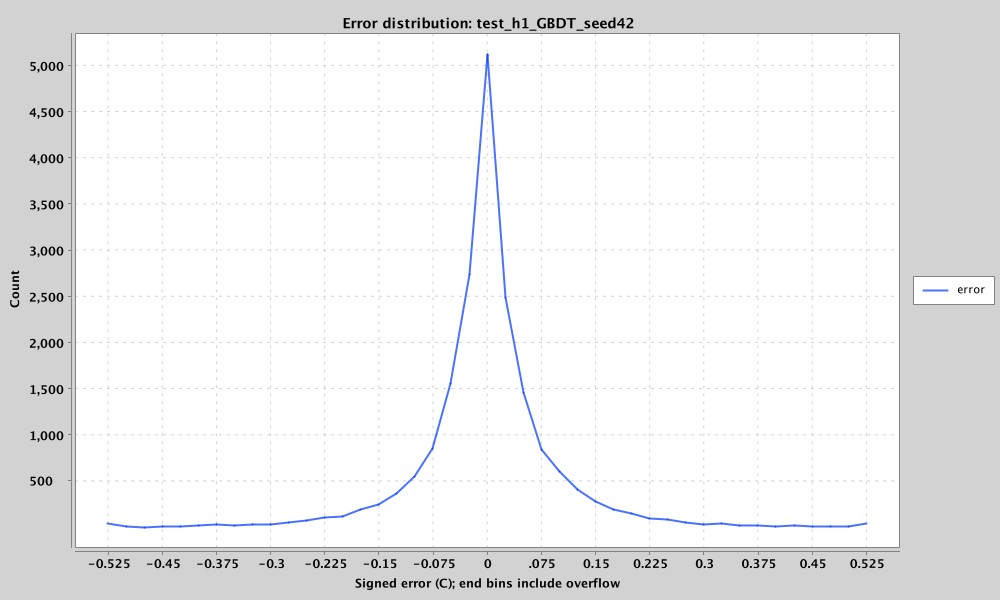 Error distribution: test_h1_GBDT_seed42
5,000
4,500
4,000
3,500
3,000
2,500
2,000
1,500
1,000
500
Count
error
-0.525 -0.45 -0.375 -0.3 -0.225 -0.15 -0.075 0 .075 0.15 0.225 0.3 0.375 0.45 0.525
Signed error (C); end bins include overflow